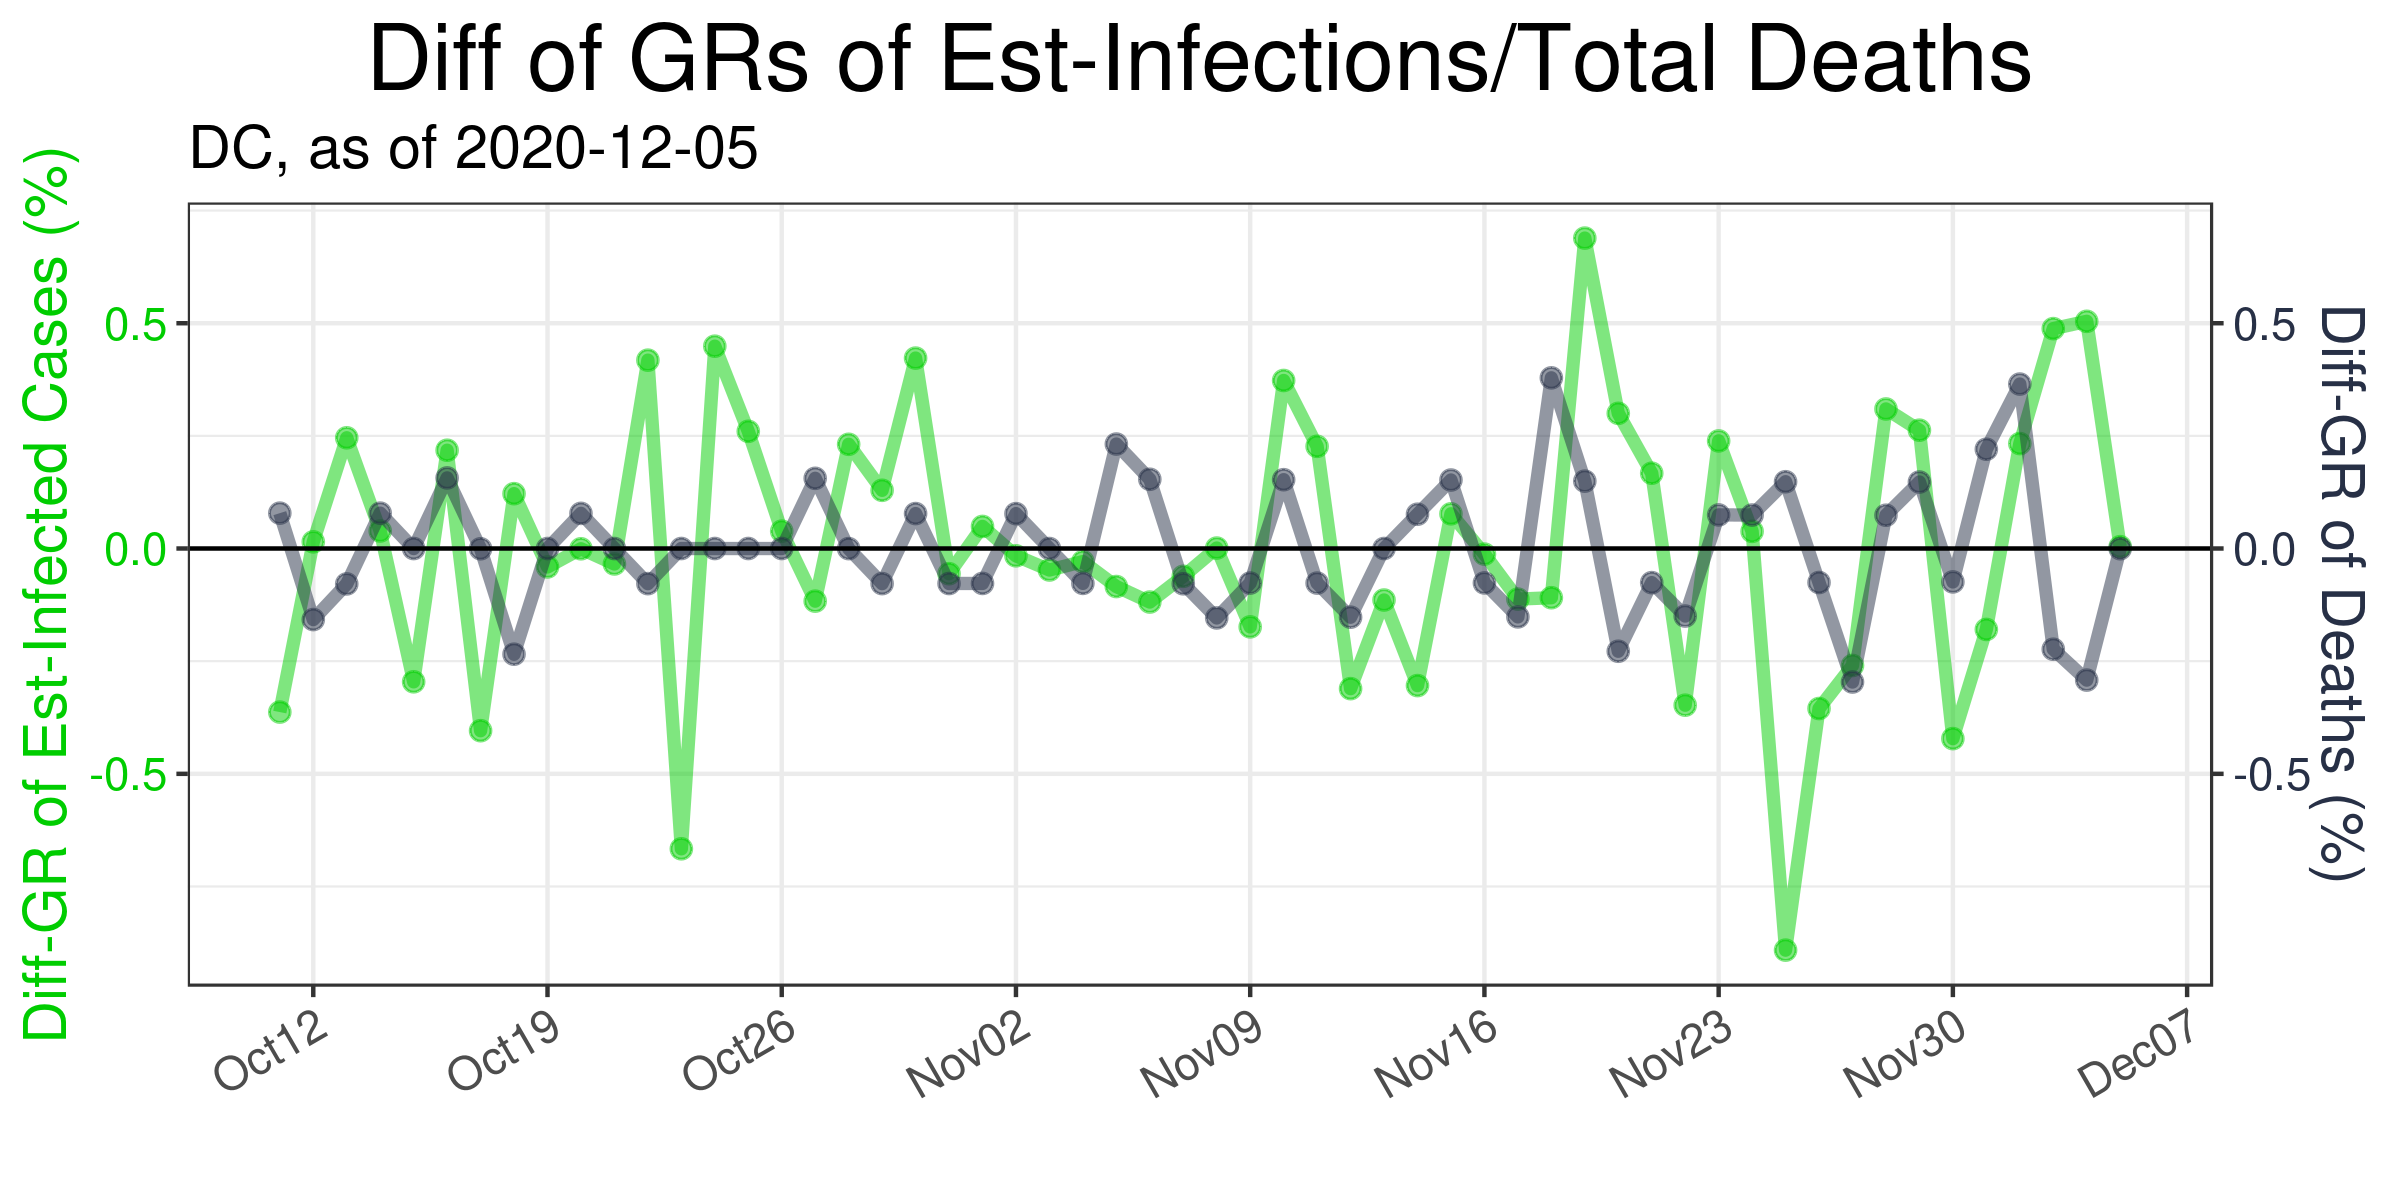 Diff of GRs of Est-Infections/Total Deaths
DC, as of 2020-12-05
Diff-GR of Est-Infected Cases (%)
0.5
0.0
-0.5
0.5
0.0
-0.5
Diff-GR of Deaths (%)
Oct12
Oct19
Oct26
Nov02
Nov09
Nov16
Nov23
Nov30
Dec07